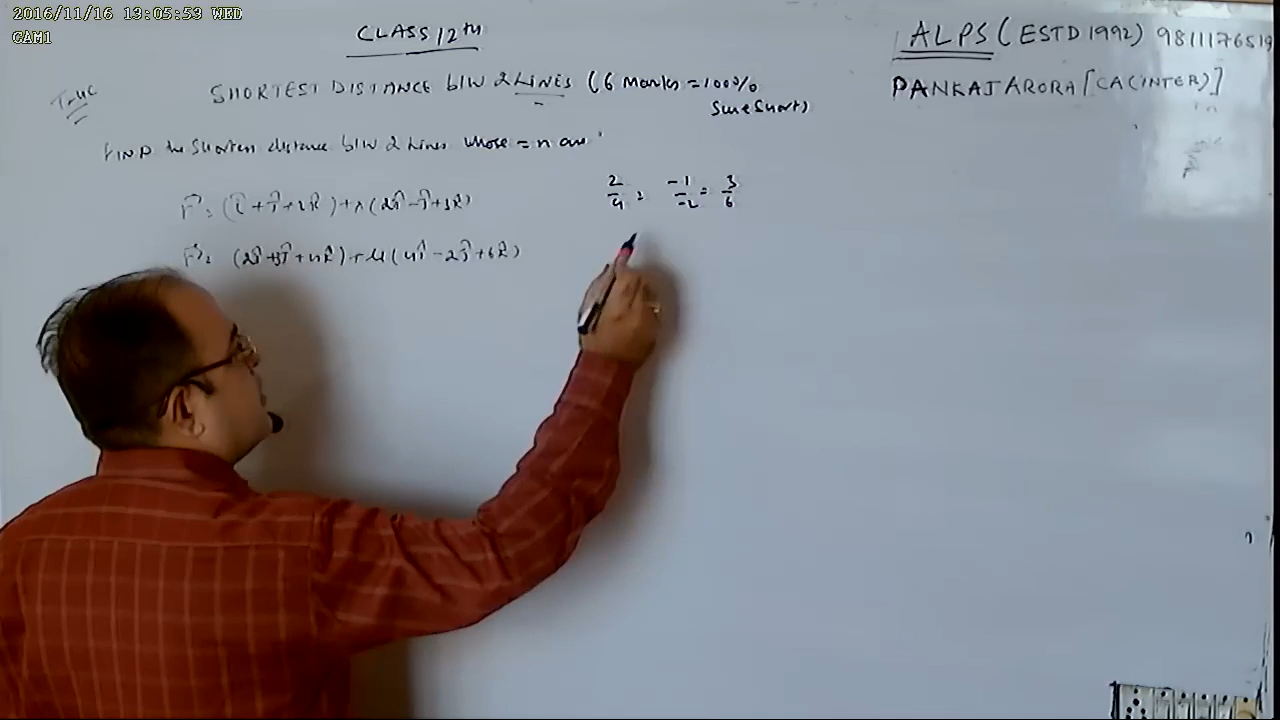 2016/11/16 13:05:53 WED
CAM1
CLASS 12th
ALPS (ESTD 1992) 9811176519
PANKAJ ARORA [CA (INTER)]
True
SHORTEST DISTANCE b/w 2 LINES (6 Marks = 100%
Sure Short)
FIND the Shortest distance b/w 2 Lines whose = n are
r⃗ = (î + ĵ + 2k̂) + λ(2î - ĵ + 3k̂)
r⃗ = (2î + 3ĵ + 4k̂) + μ(4î - 2ĵ + 6k̂)
2/4 = -1/-2 = 3/6